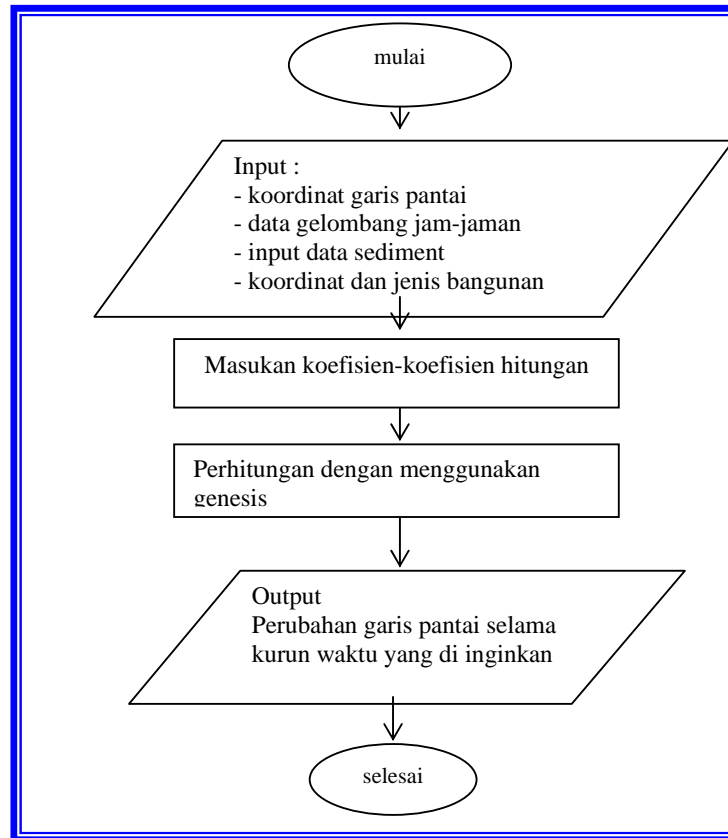 mulai
Input :
- koordinat garis pantai
- data gelombang jam-jaman
- input data sediment
- koordinat dan jenis bangunan
Masukan koefisien-koefisien hitungan
Perhitungan dengan menggunakan
genesis
Output
Perubahan garis pantai selama
kurun waktu yang di inginkan
selesai